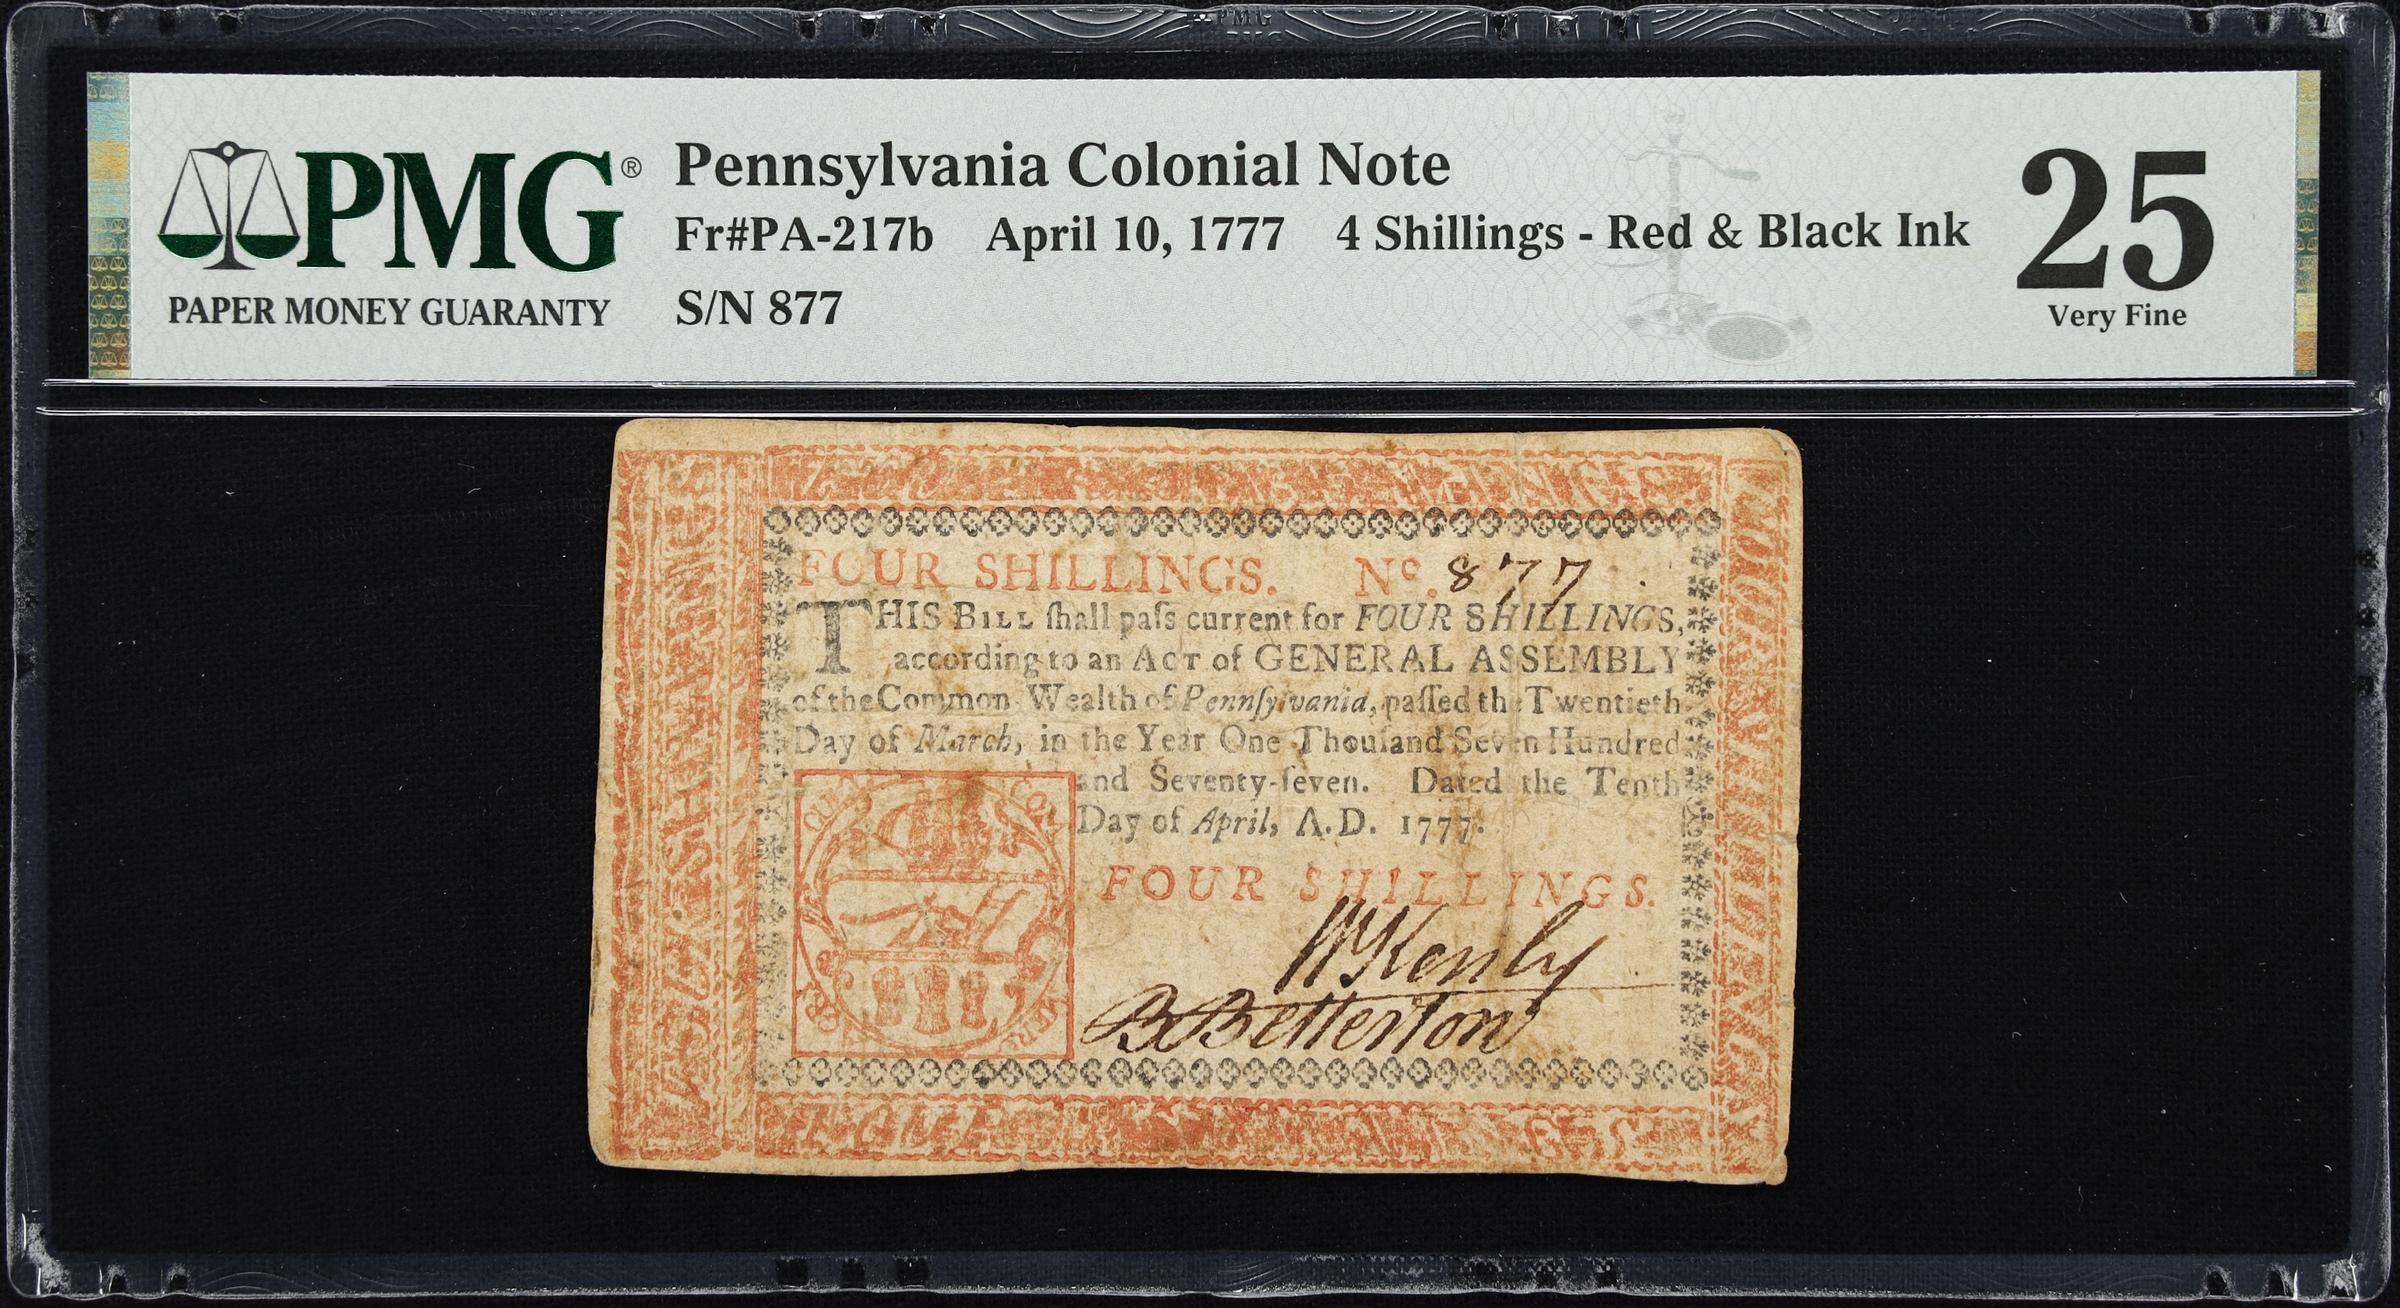 PMG®
PAPER MONEY GUARANTY
Pennsylvania Colonial Note
Fr#PA-217b April 10, 1777 4 Shillings - Red & Black Ink
S/N 877
25
Very Fine
FOUR SHILLINGS. No. 877
THIS BILL ſhall paſs current for FOUR SHILLINGS,
according to an ACT of GENERAL ASSEMBLY
of the Common Wealth of Pennſylvania, paſſed the Twentieth
Day of March, in the Year One Thouſand Seven Hundred
and Seventy-ſeven. Dated the Tenth
Day of April, A.D. 1777.
FOUR SHILLINGS.
B Betterton
FOUR SHILLINGS